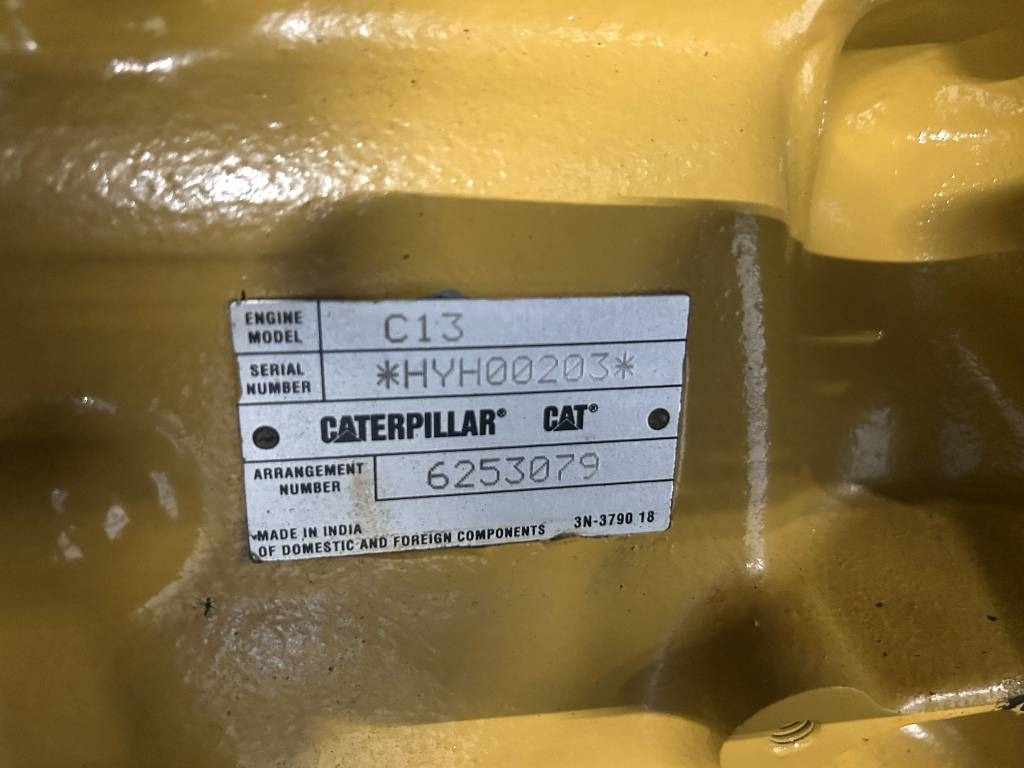 ENGINE MODEL C13
SERIAL NUMBER *HYH00203*
CATERPILLAR® CAT®
ARRANGEMENT NUMBER 6253079
MADE IN INDIA
OF DOMESTIC AND FOREIGN COMPONENTS 3N-3790 18